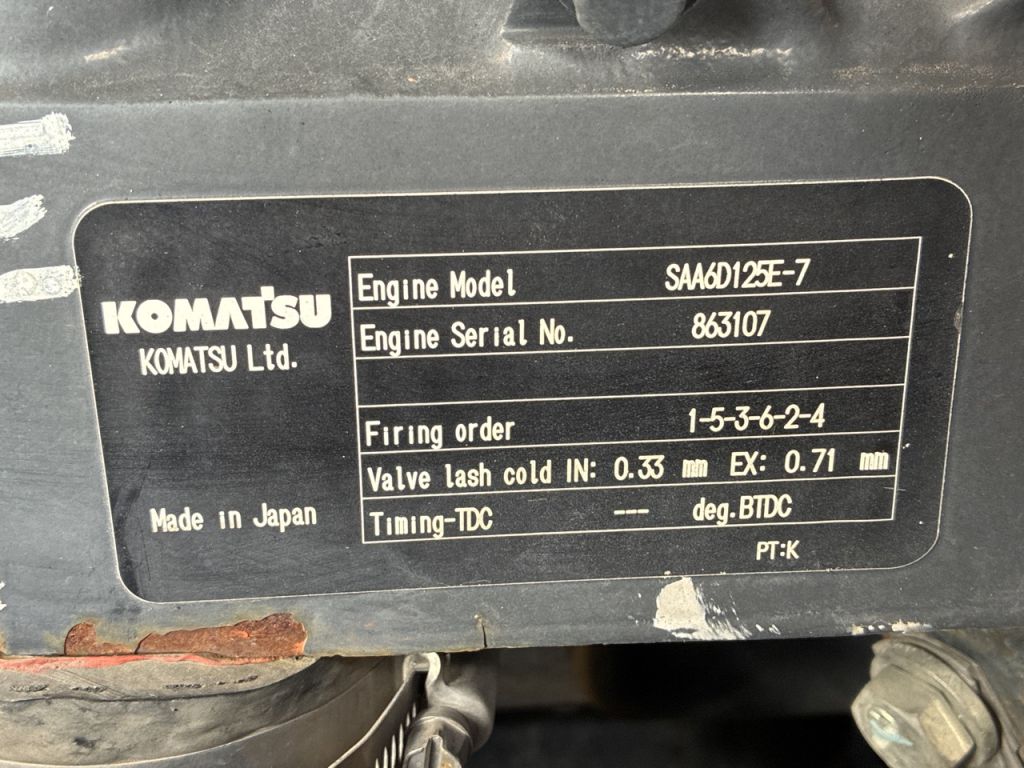 KOMATSU
KOMATSU Ltd.
Made in Japan
Engine Model SAA6D125E-7
Engine Serial No. 863107
Firing order 1-5-3-6-2-4
Valve lash cold IN: 0.33 mm EX: 0.71 mm
Timing-TDC --- deg.BTDC
PT:K